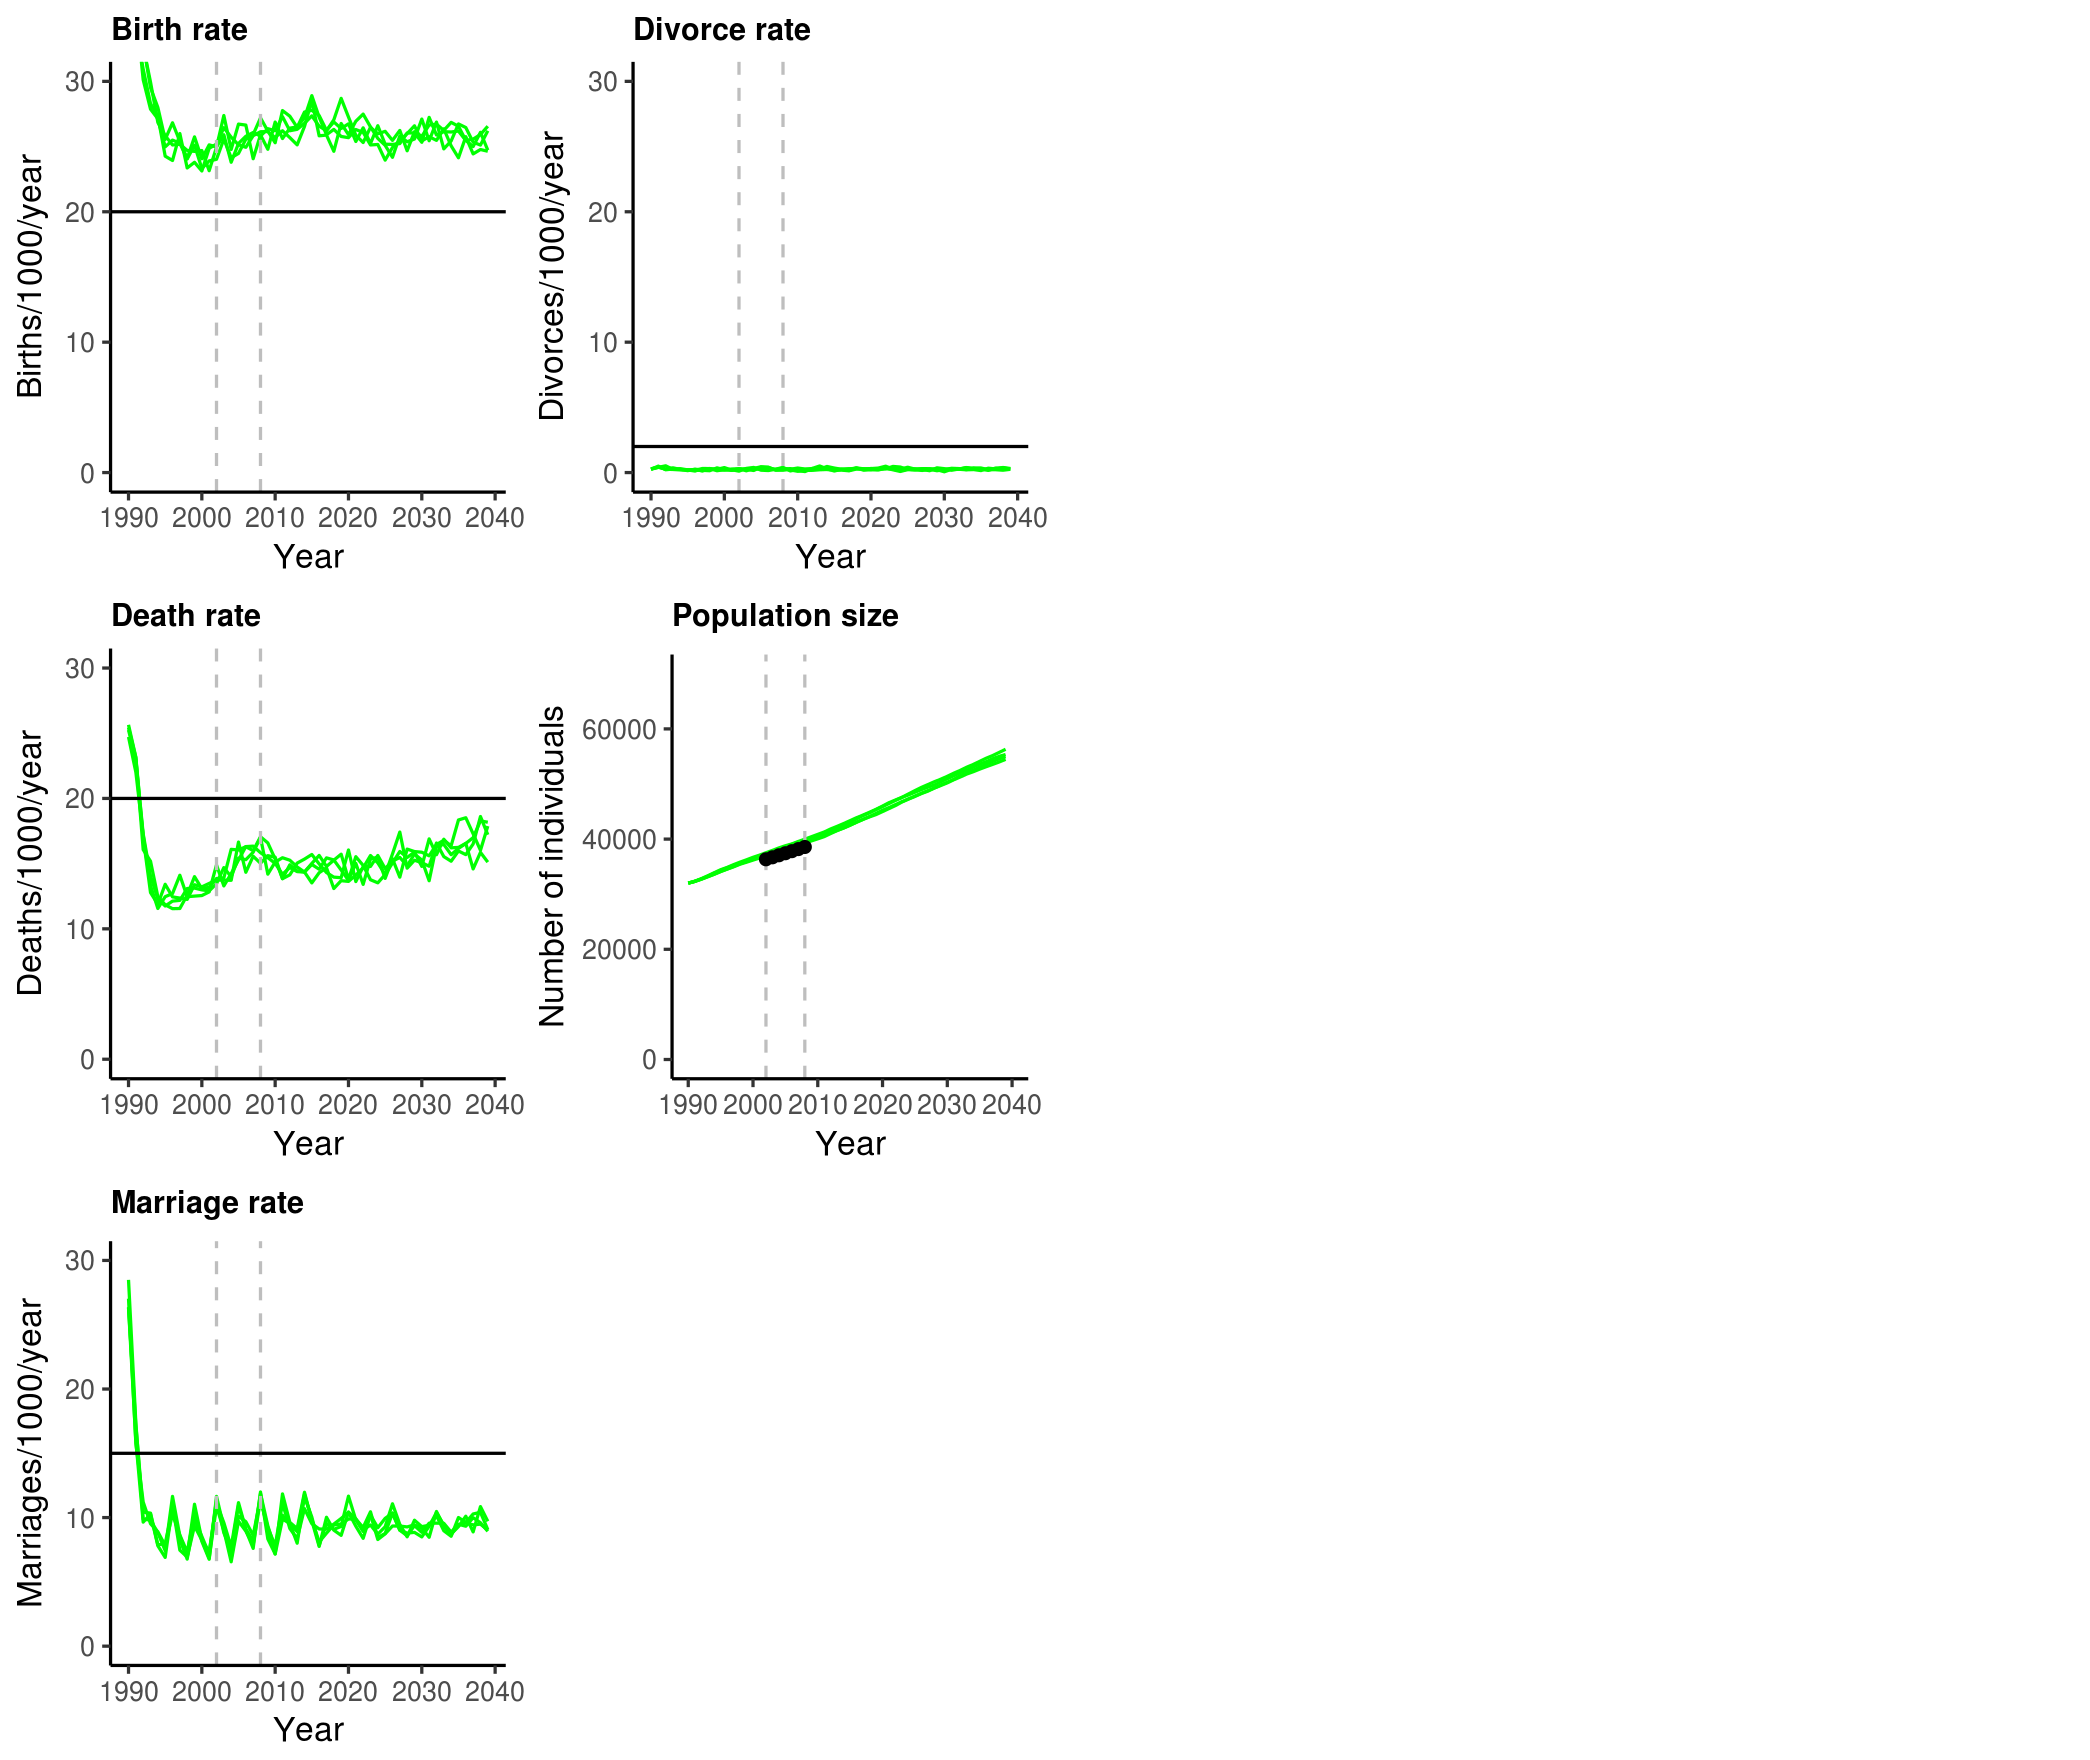 Birth rate
Births/1000/year
30
20
10
0
1990 2000 2010 2020 2030 2040
Year
Divorce rate
Divorces/1000/year
30
20
10
0
1990 2000 2010 2020 2030 2040
Year
Death rate
Deaths/1000/year
30
20
10
0
1990 2000 2010 2020 2030 2040
Year
Population size
Number of individuals
60000
40000
20000
0
1990 2000 2010 2020 2030 2040
Year
Marriage rate
Marriages/1000/year
30
20
10
0
1990 2000 2010 2020 2030 2040
Year